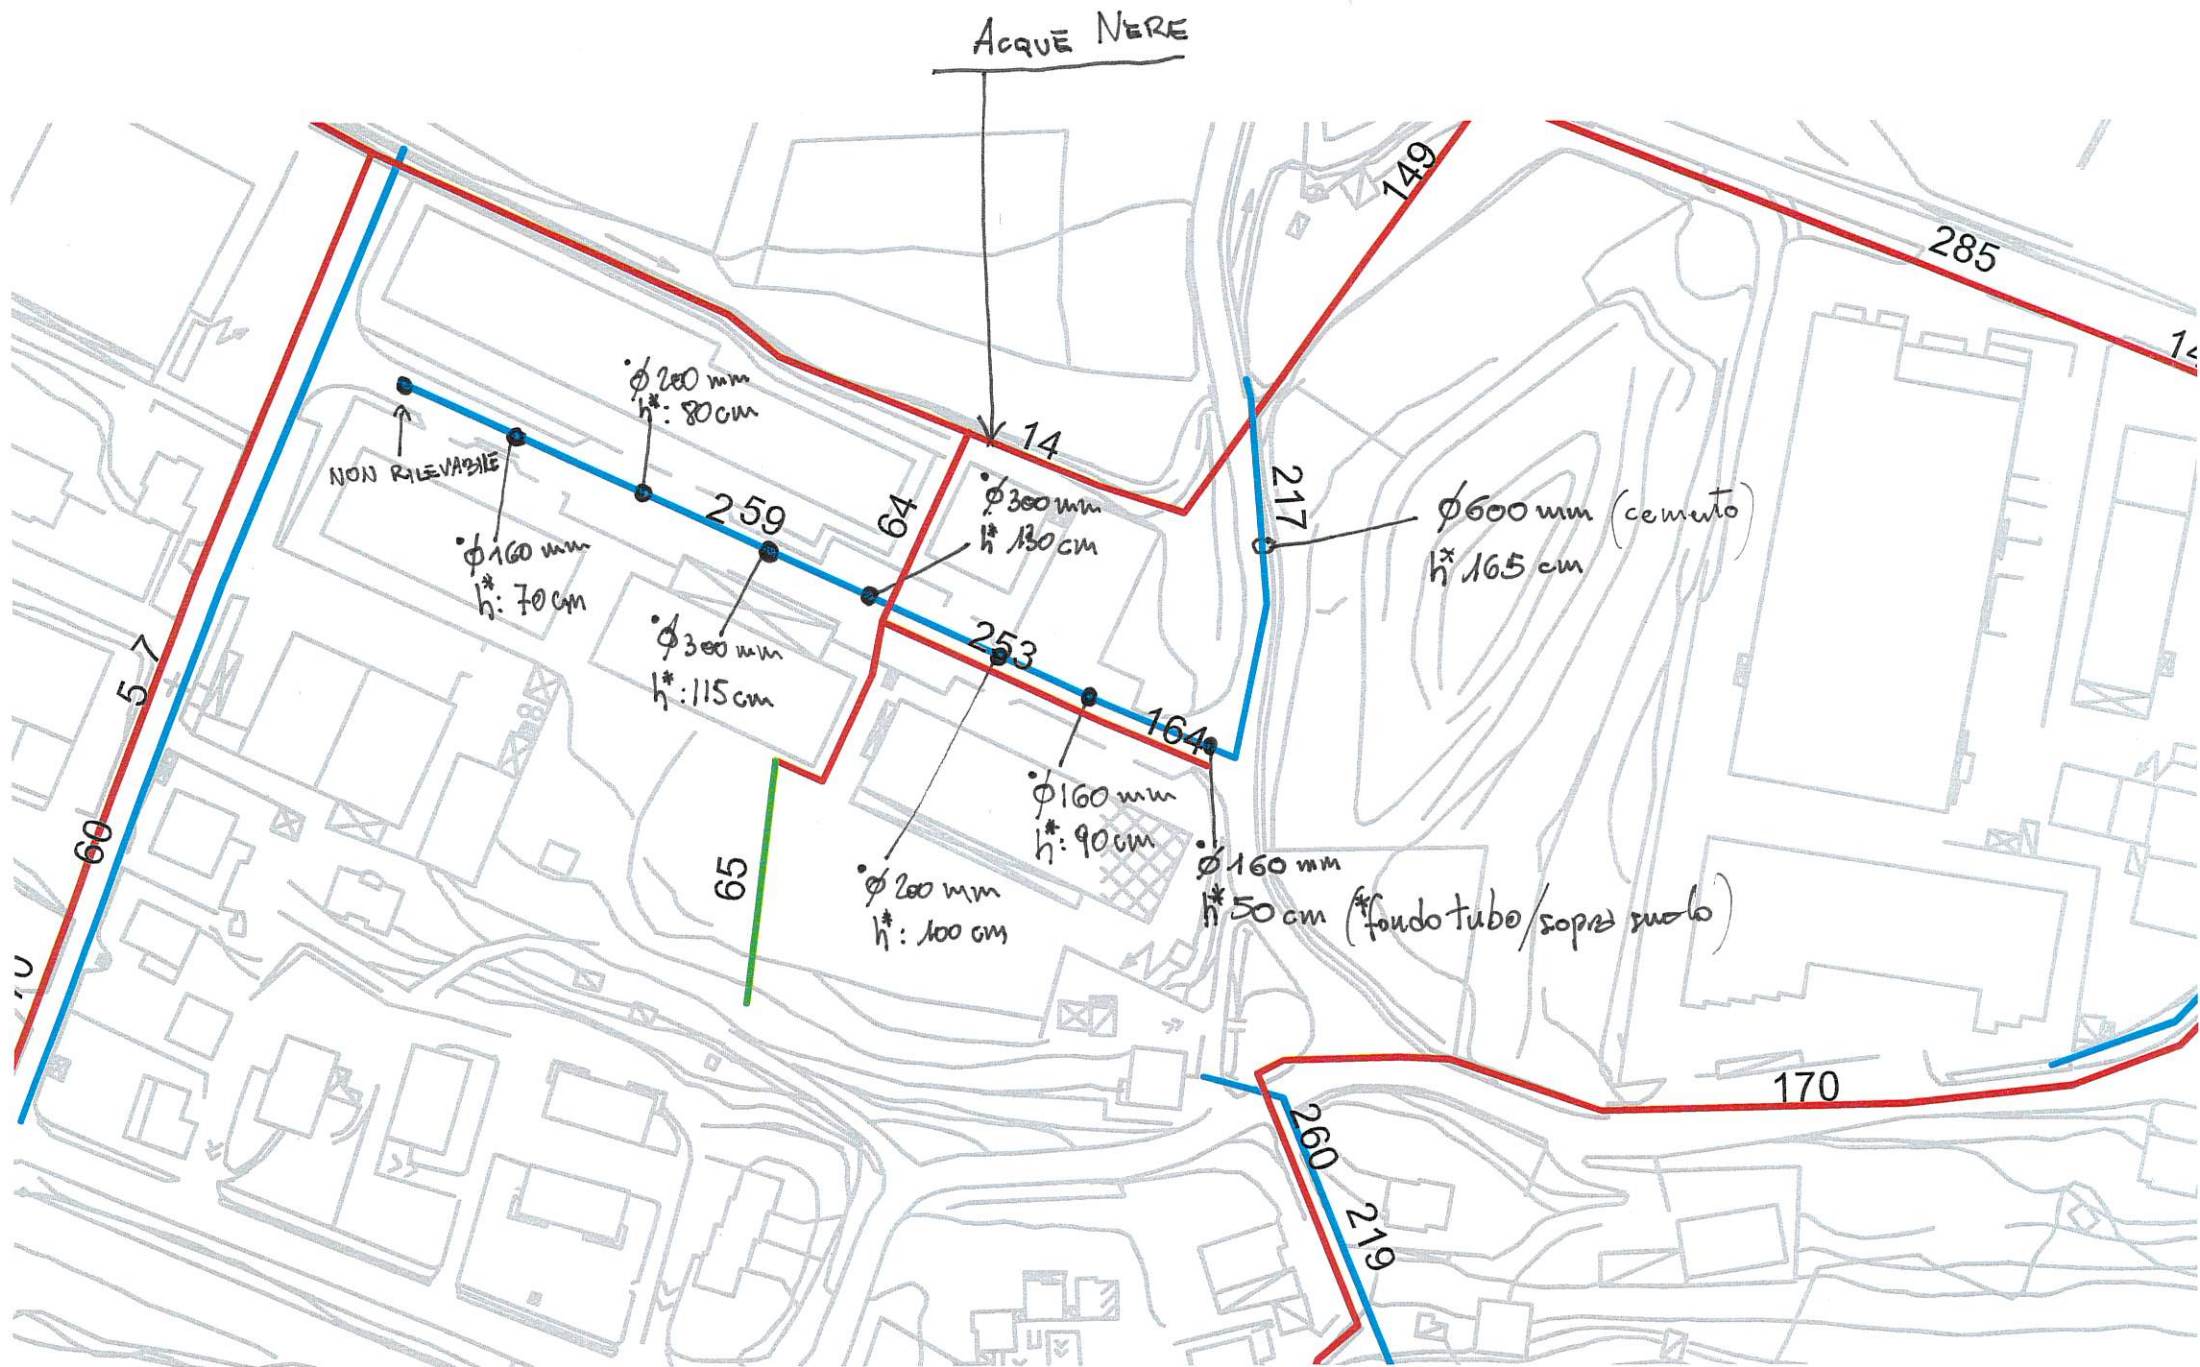 ACQUE NERE
149
285
14
• Ø 200 mm
h*: 80 cm
14
NON RILEVABILE
259
64
• Ø 300 mm
h* 130 cm
217
Ø 600 mm (cemento)
h* 165 cm
• Ø 160 mm
h*: 70 cm
• Ø 300 mm
h*: 115 cm
253
7
5
164
• Ø 160 mm
h*: 90 cm
60
65
• Ø 200 mm
h*: 100 cm
• Ø 160 mm
h* 50 cm (*fondo tubo/sopra suolo)
170
260
219